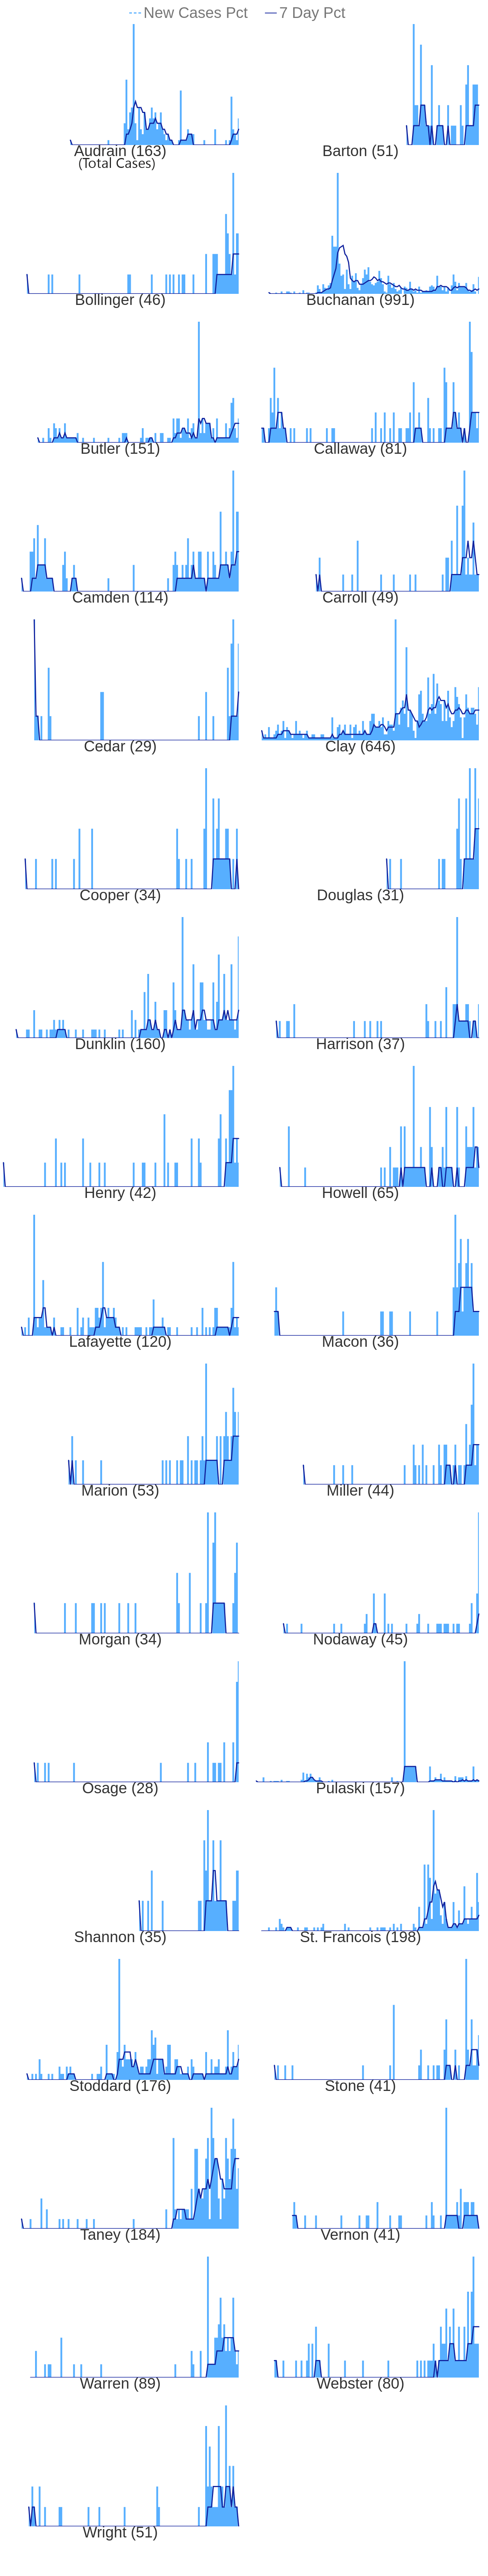 New Cases Pct 7 Day Pct
Audrain (163) Barton (51)
(Total Cases)
Bollinger (46) Buchanan (991)
Butler (151) Callaway (81)
Camden (114) Carroll (49)
Cedar (29) Clay (646)
Cooper (34) Douglas (31)
Dunklin (160) Harrison (37)
Henry (42) Howell (65)
Lafayette (120) Macon (36)
Marion (53) Miller (44)
Morgan (34) Nodaway (45)
Osage (28) Pulaski (157)
Shannon (35) St. Francois (198)
Stoddard (176) Stone (41)
Taney (184) Vernon (41)
Warren (89) Webster (80)
Wright (51)